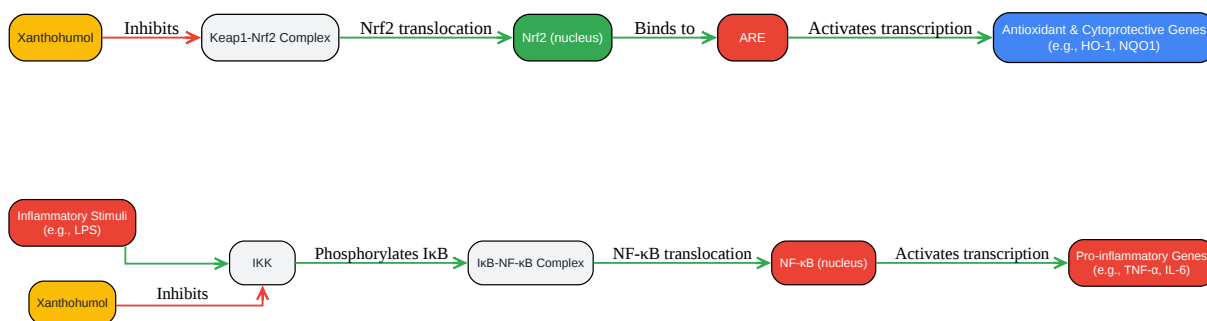 Xanthohumol
Inhibits
Keap1-Nrf2 Complex
Nrf2 translocation
Nrf2 (nucleus)
Binds to
ARE
Activates transcription
Antioxidant & Cytoprotective Genes
(e.g., HO-1, NQO1)
Inflammatory Stimuli
(e.g., LPS)
IKK
Phosphorylates IκB
IκB-NF-κB Complex
NF-κB translocation
NF-κB (nucleus)
Activates transcription
Pro-inflammatory Genes
(e.g., TNF-α, IL-6)
Xanthohumol
Inhibits